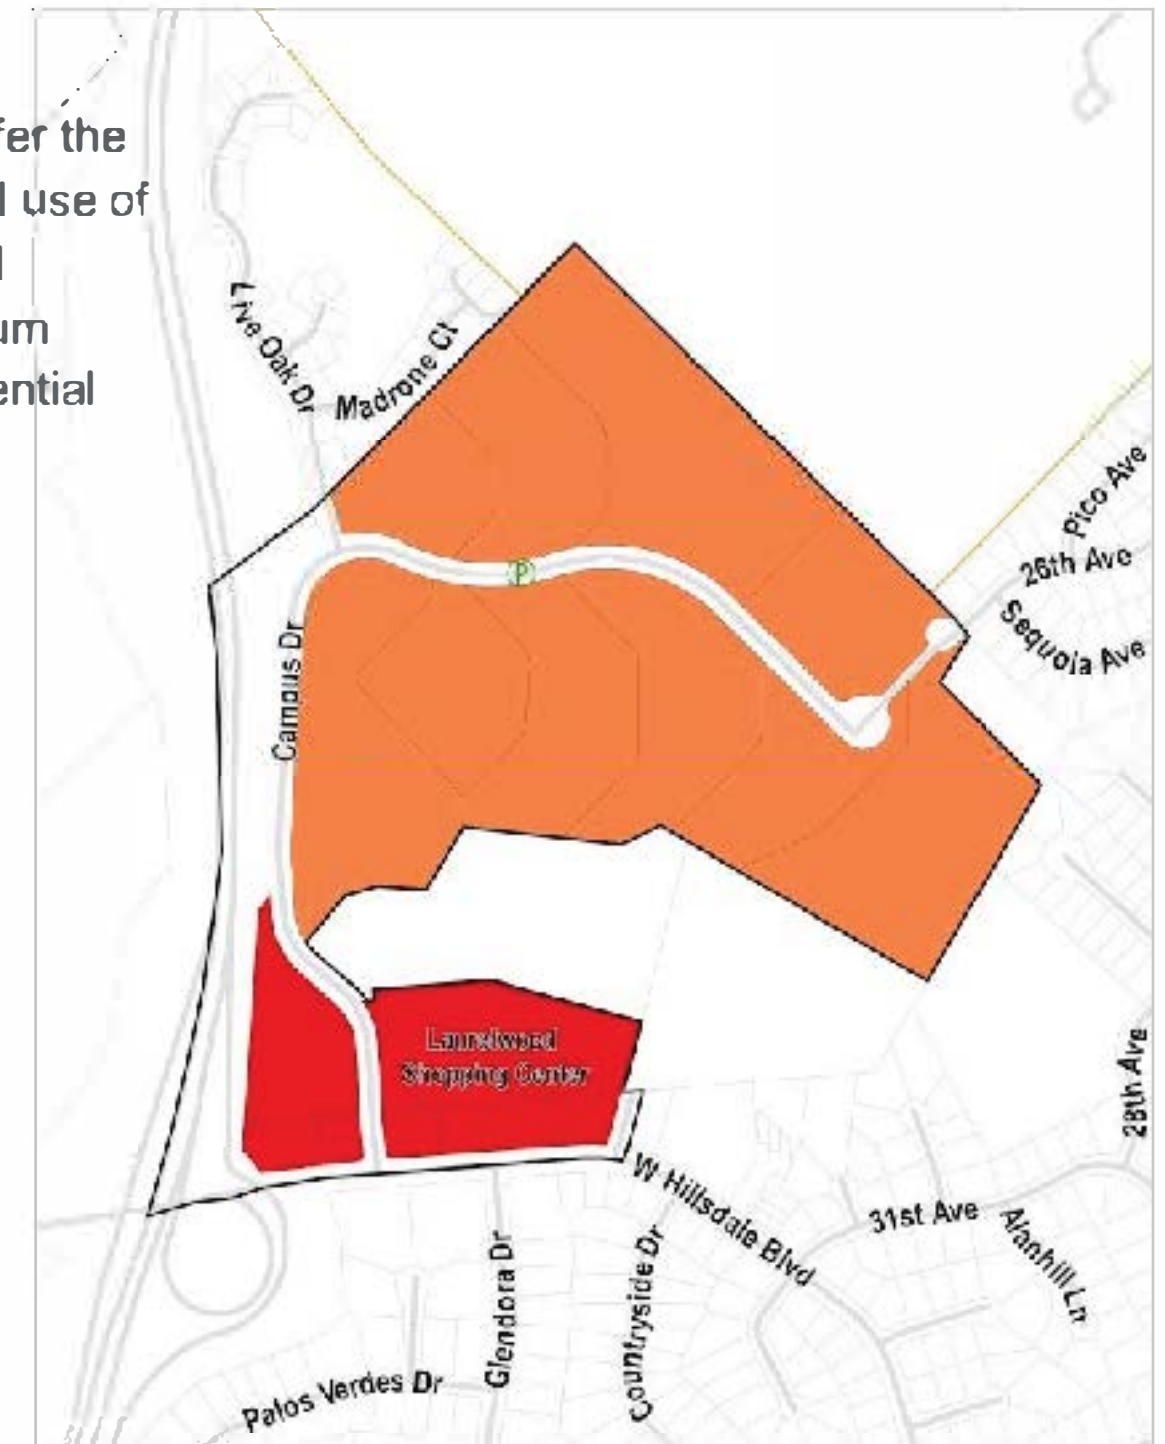 fer the
l use of
l
um
ential
Live Oak Dr
Madrone Ct
Pico Ave
26th Ave
Sequoia Ave
P
Campus Dr
Laurelwood
Shopping Center
28th Ave
W Hillsdale Blvd
31st Ave
Alanhill Ln
Glendora Dr
Countryside Dr
Palos Verdes Dr